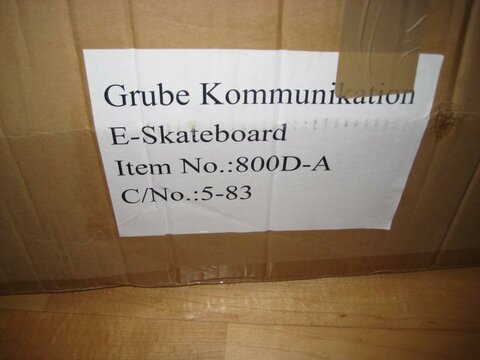 Grube Kommunikation
E-Skateboard
Item No.:800D-A
C/No.:5-83